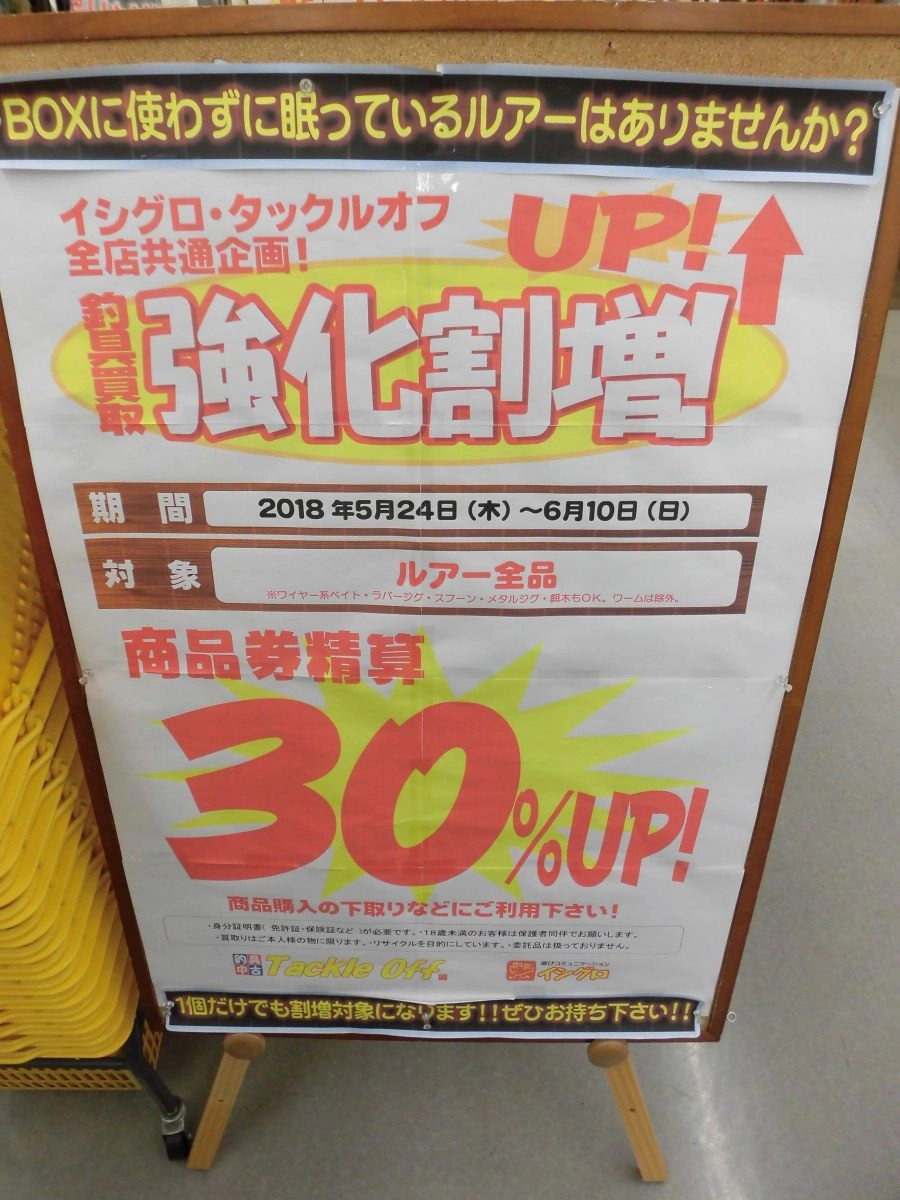 BOXに使わずに眠っているルアーはありませんか?
イシグロ・タックルオフ
全店共通企画!
UP!
釣具買取
強化割増
期間
2018年5月24日(木)~6月10日(日)
対象
ルアー全品
※ワイヤー系ベイト・ラバージグ・スプーン・メタルジグ・餌木もOK。ワームは除外。
商品券精算
30%UP!
商品購入の下取りなどにご利用下さい!
・身分証明書( 免許証・保険証など )が必要です。・18歳未満のお客様は保護者同伴でお願いします。
・買取りはご本人様の物に限ります。・リサイクルを目的にしています。・委託品は扱っておりません。
釣具
中古
Tackle Off
遊びコミュニケーション
イシグロ
1個だけでも割増対象になります!!ぜひお持ち下さい!!